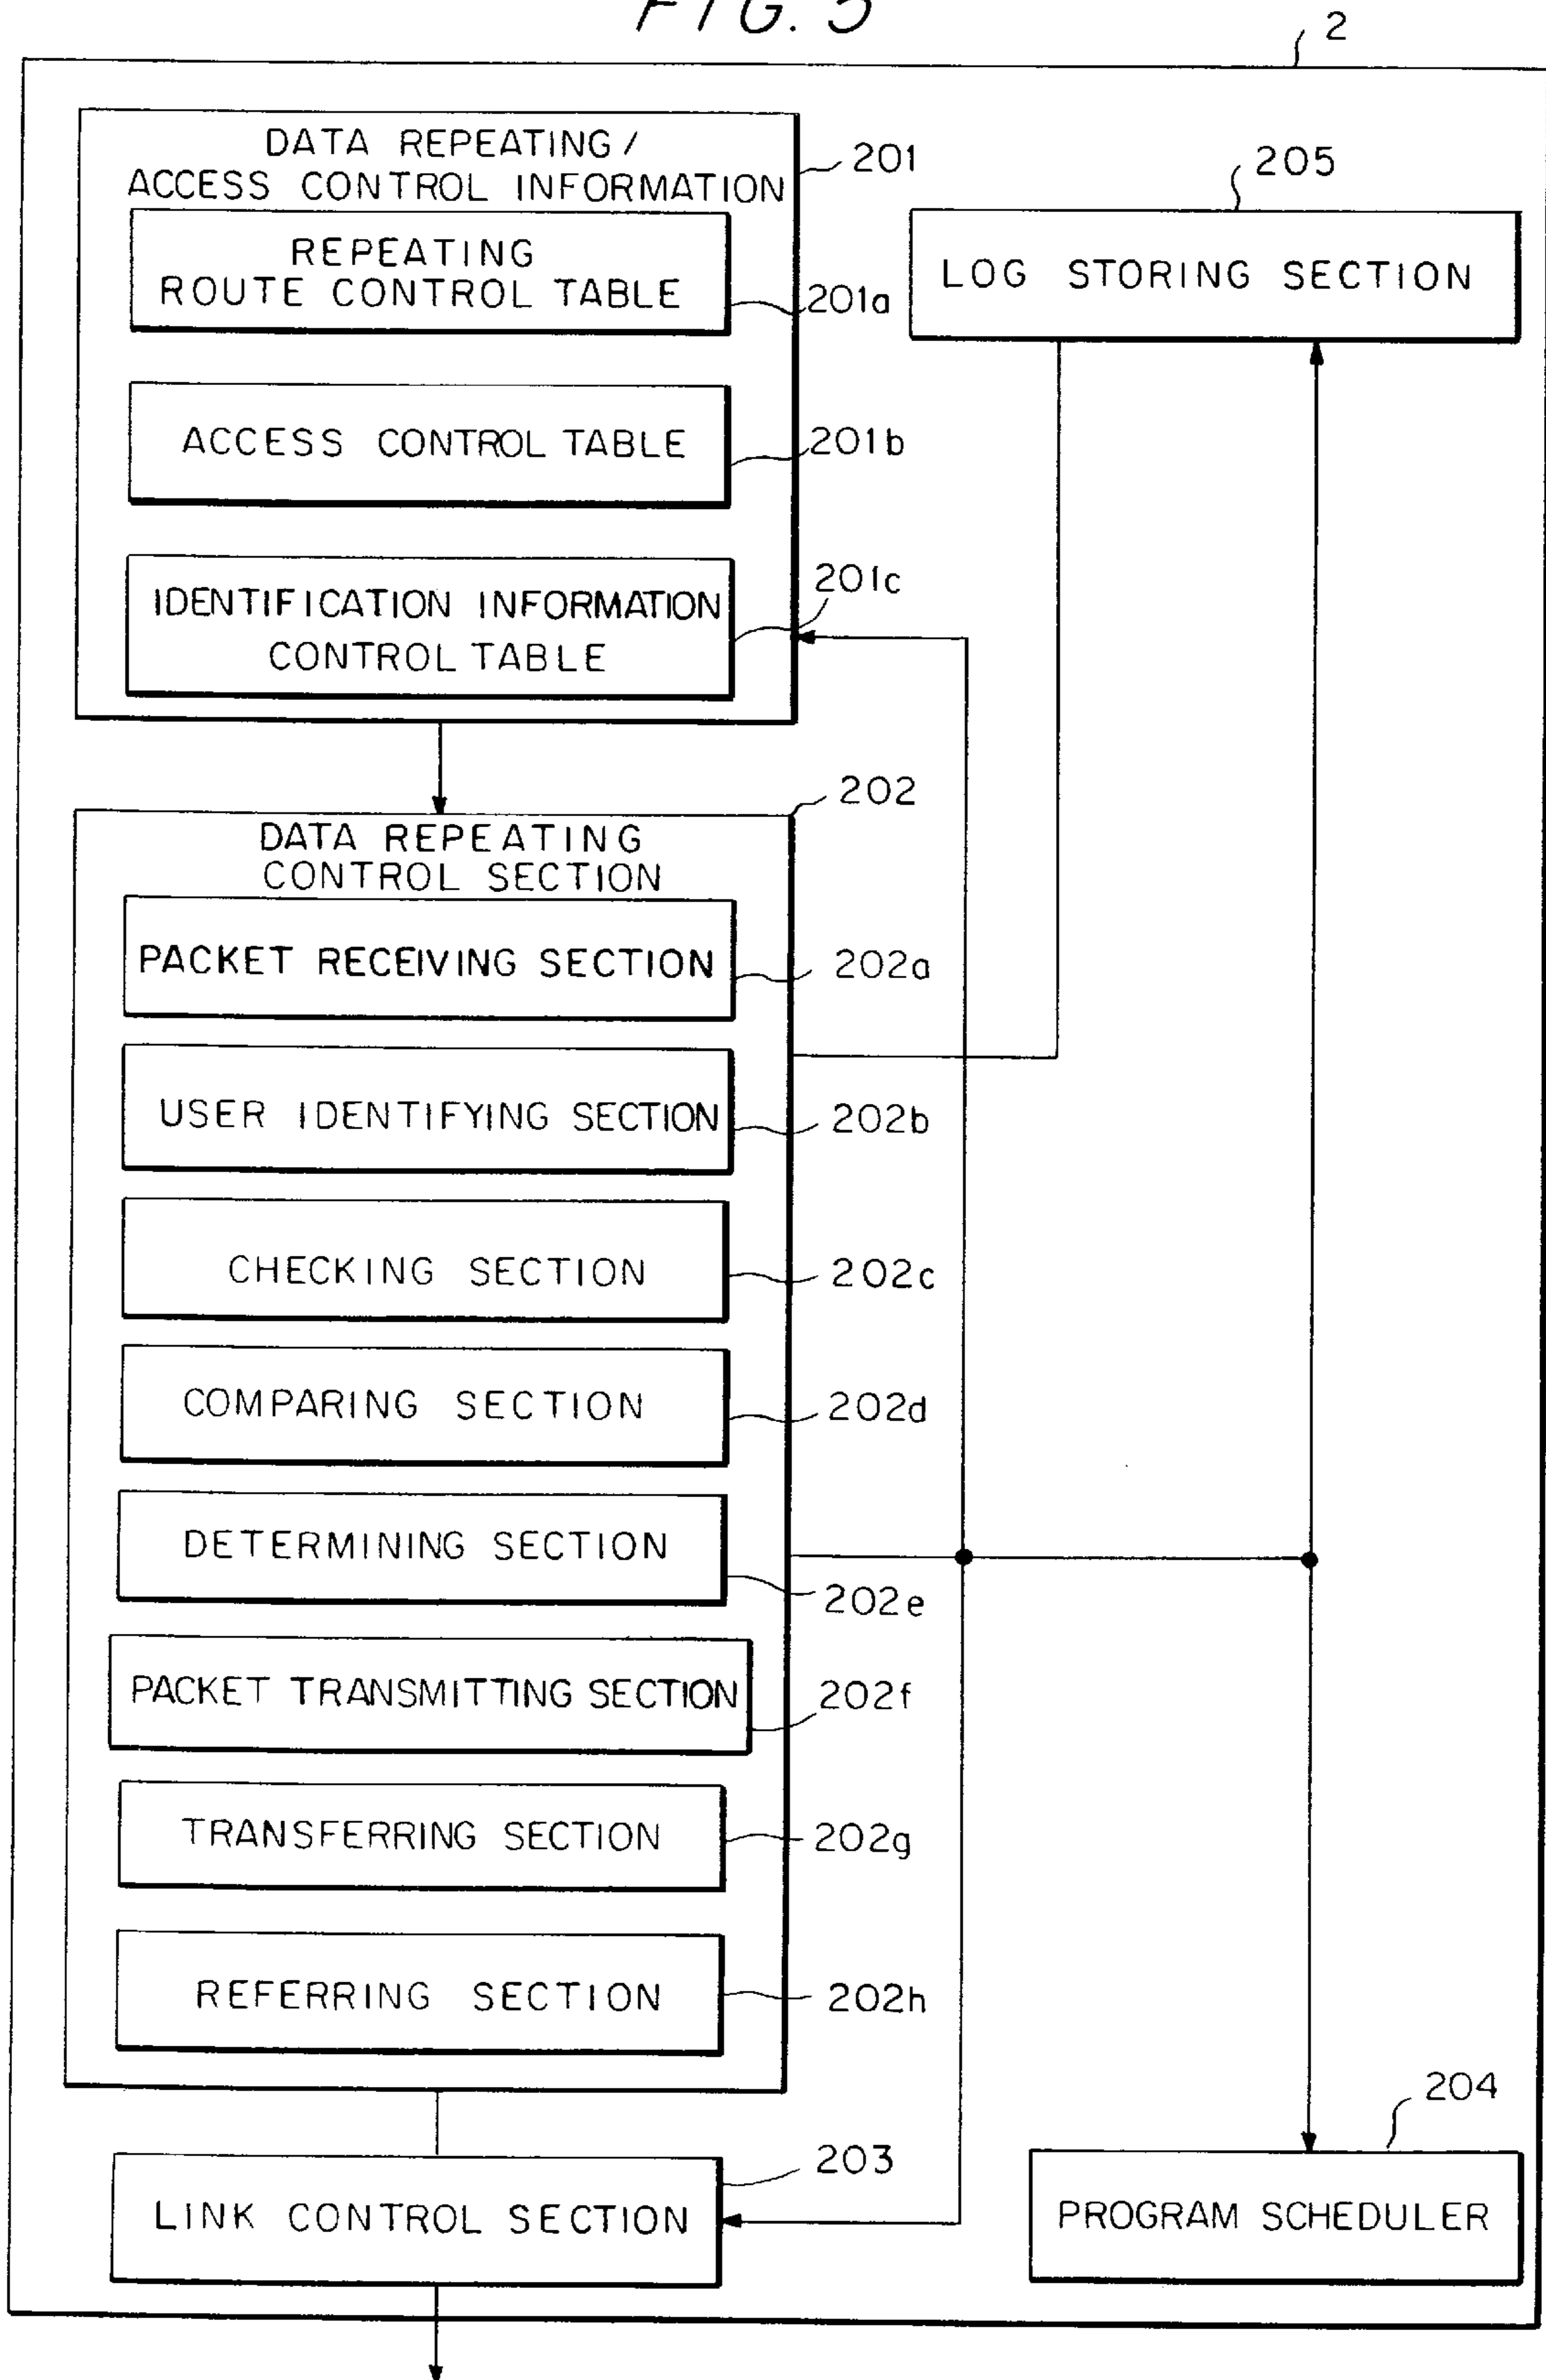 FIG. 5
2
DATA REPEATING /
ACCESS CONTROL INFORMATION
201
REPEATING
ROUTE CONTROL TABLE
201a
ACCESS CONTROL TABLE
201b
IDENTIFICATION INFORMATION
CONTROL TABLE
201c
205
LOG STORING SECTION
202
DATA REPEATING
CONTROL SECTION
PACKET RECEIVING SECTION
202a
USER IDENTIFYING SECTION
202b
CHECKING SECTION
202c
COMPARING SECTION
202d
DETERMINING SECTION
202e
PACKET TRANSMITTING SECTION
202f
TRANSFERRING SECTION
202g
REFERRING SECTION
202h
203
LINK CONTROL SECTION
204
PROGRAM SCHEDULER